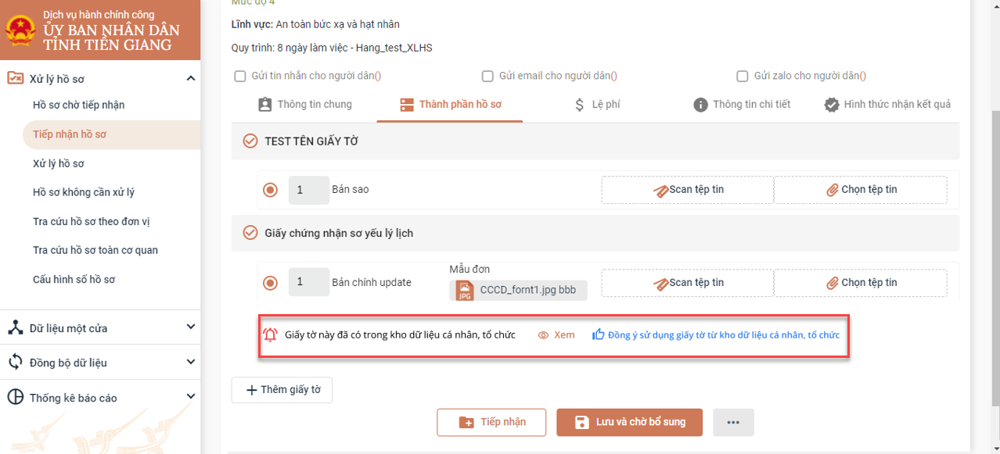 Dịch vụ hành chính công
ỦY BAN NHÂN DÂN
TỈNH TIỀN GIANG
Xử lý hồ sơ
Hồ sơ chờ tiếp nhận
Tiếp nhận hồ sơ
Xử lý hồ sơ
Hồ sơ không cần xử lý
Tra cứu hồ sơ theo đơn vị
Tra cứu hồ sơ toàn cơ quan
Cấu hình số hồ sơ
Dữ liệu một cửa
Đồng bộ dữ liệu
Thống kê báo cáo
Mức độ 4
Lĩnh vực: An toàn bức xạ và hạt nhân
Quy trình: 8 ngày làm việc - Hang_test_XLHS
Gửi tin nhắn cho người dân() Gửi email cho người dân() Gửi zalo cho người dân()
Thông tin chung Thành phần hồ sơ Lệ phí Thông tin chi tiết Hình thức nhận kết quả
TEST TÊN GIẤY TỜ
1 Bản sao Scan tệp tin Chọn tệp tin
Giấy chứng nhận sơ yếu lý lịch
Mẫu đơn
1 Bản chính update JPG CCCD_fornt1.jpg bbb Scan tệp tin Chọn tệp tin
Giấy tờ này đã có trong kho dữ liệu cá nhân, tổ chức Xem Đồng ý sử dụng giấy tờ từ kho dữ liệu cá nhân, tổ chức
Thêm giấy tờ
Tiếp nhận Lưu và chờ bổ sung